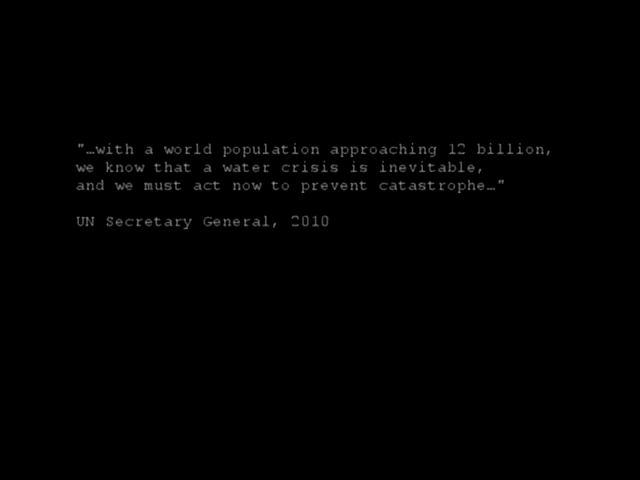 "…with a world population approaching 12 billion,
we know that a water crisis is inevitable,
and we must act now to prevent catastrophe…"
UN Secretary General, 2010